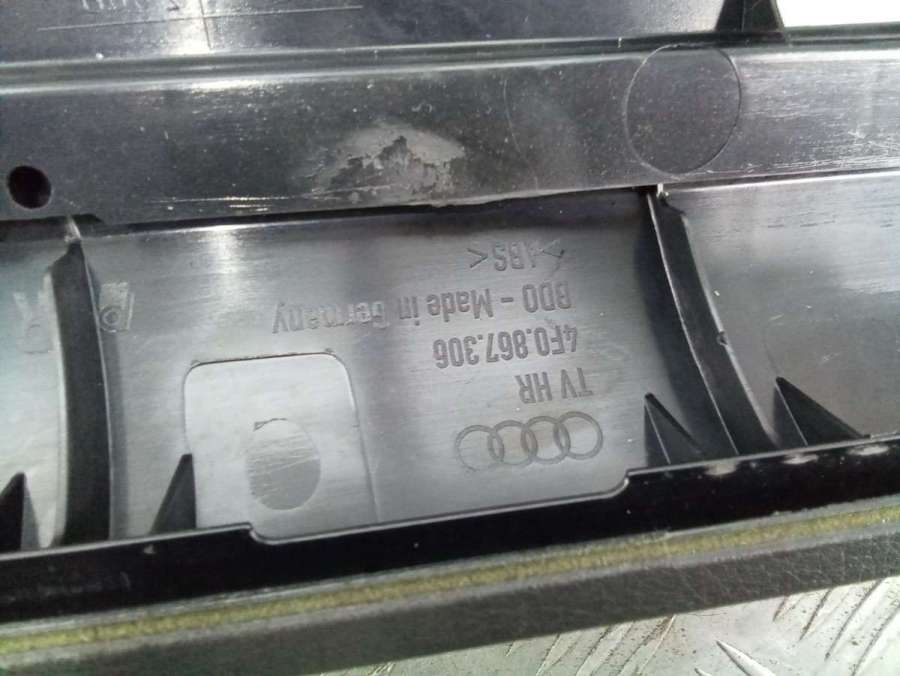 TV HR
4F0.867.306
BDO - Made in Germany
>ABS<
R